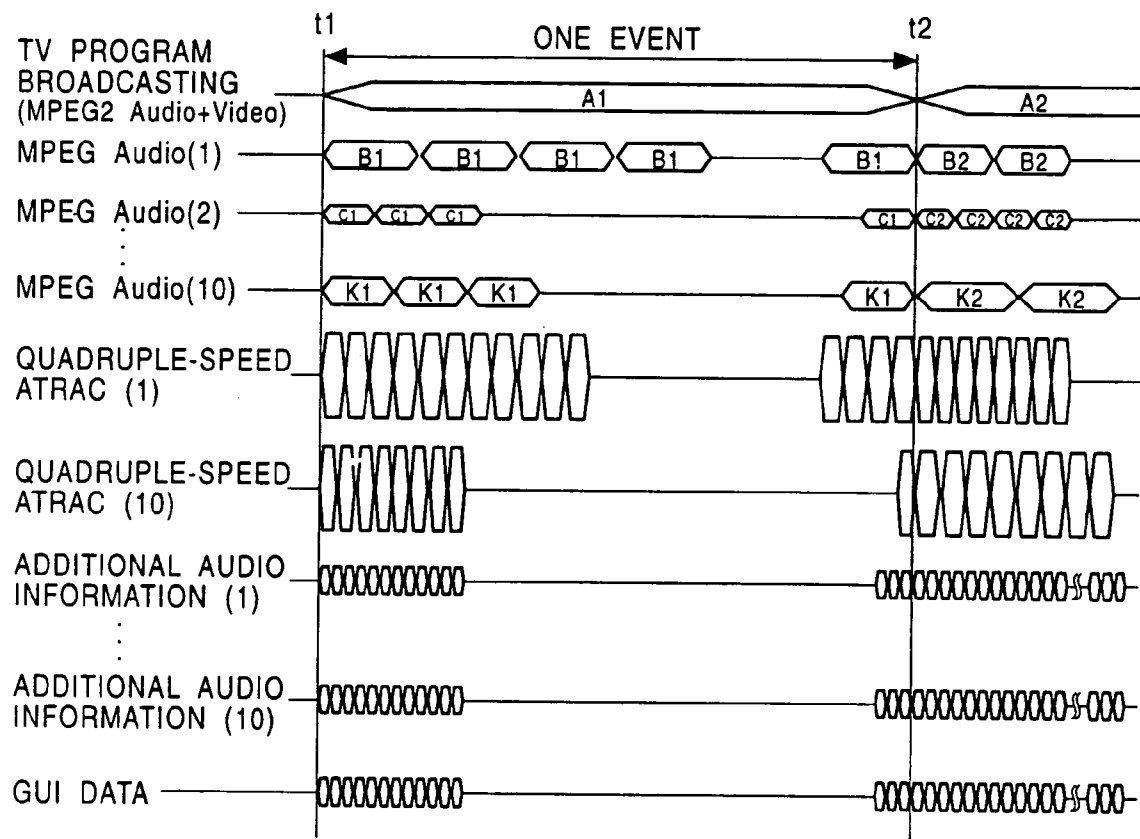 t1
ONE EVENT
t2
TV PROGRAM
BROADCASTING
(MPEG2 Audio+Video)
A1
A2
MPEG Audio(1)
B1 B1 B1 B1 B1 B2 B2
MPEG Audio(2)
C1 C1 C1 C1 C2 C2 C2 C2
MPEG Audio(10)
K1 K1 K1 K1 K2 K2
QUADRUPLE-SPEED
ATRAC (1)
QUADRUPLE-SPEED
ATRAC (10)
ADDITIONAL AUDIO
INFORMATION (1)
ADDITIONAL AUDIO
INFORMATION (10)
GUI DATA